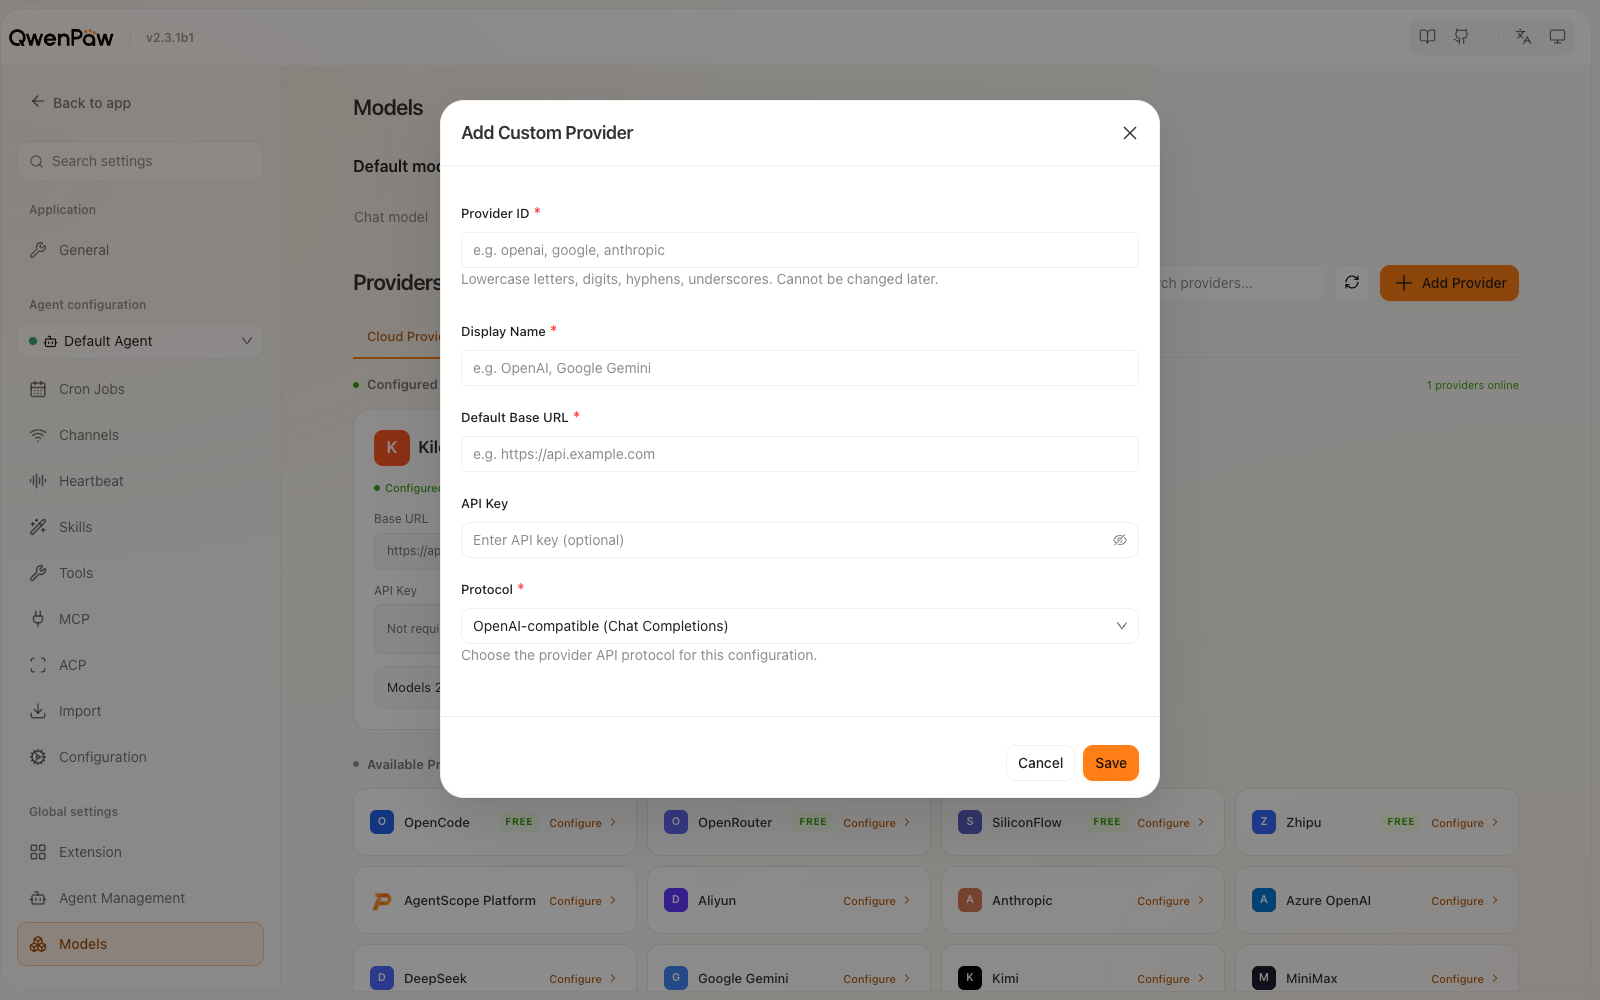 QwenPaw
v2.3.1b1
Back to app
Search settings
Application
General
Agent configuration
Default Agent
Cron Jobs
Channels
Heartbeat
Skills
Tools
MCP
ACP
Import
Configuration
Global settings
Extension
Agent Management
Models
Models
Default
Chat model
Providers
providers...
Add Provider
Cloud
Configured
1 providers online
K
Configured
Base URL
API Key
Not
Models
Available
Add Custom Provider
Provider ID *
e.g. openai, google, anthropic
Lowercase letters, digits, hyphens, underscores. Cannot be changed later.
Display Name *
e.g. OpenAI, Google Gemini
Default Base URL *
e.g. https://api.example.com
API Key
Enter API key (optional)
Protocol *
OpenAI-compatible (Chat Completions)
Choose the provider API protocol for this configuration.
Cancel
Save
O OpenCode FREE Configure
O OpenRouter FREE Configure
S SiliconFlow FREE Configure
Z Zhipu FREE Configure
AgentScope Platform Configure
D Aliyun Configure
A Anthropic Configure
A Azure OpenAI Configure
D DeepSeek Configure
G Google Gemini Configure
K Kimi Configure
M MiniMax Configure